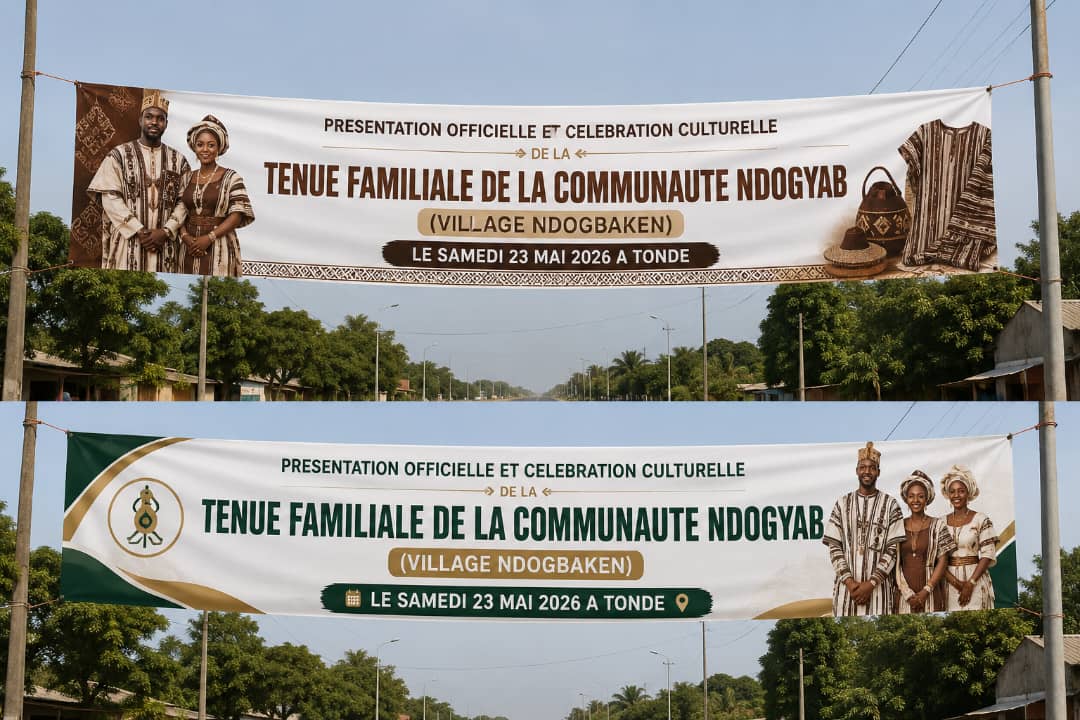 PRESENTATION OFFICIELLE ET CELEBRATION CULTURELLE
DE LA
TENUE FAMILIALE DE LA COMMUNAUTE NDOGYAB
(VILLAGE NDOGBAKEN)
LE SAMEDI 23 MAI 2026 A TONDE
PRESENTATION OFFICIELLE ET CELEBRATION CULTURELLE
DE LA
TENUE FAMILIALE DE LA COMMUNAUTE NDOGYAB
(VILLAGE NDOGBAKEN)
LE SAMEDI 23 MAI 2026 A TONDE